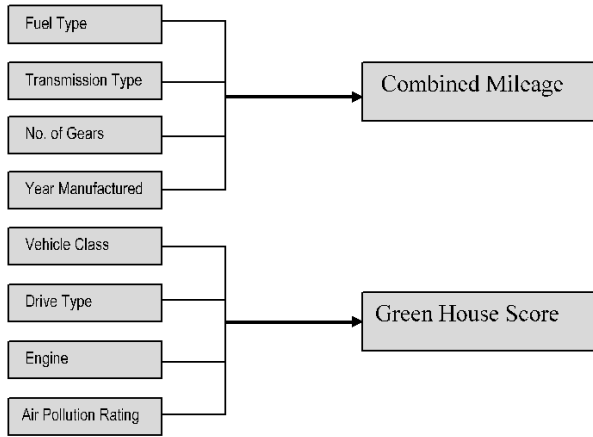 Fuel Type
Transmission Type
No. of Gears
Year Manufactured
Combined Mileage
Vehicle Class
Drive Type
Engine
Air Pollution Rating
Green House Score